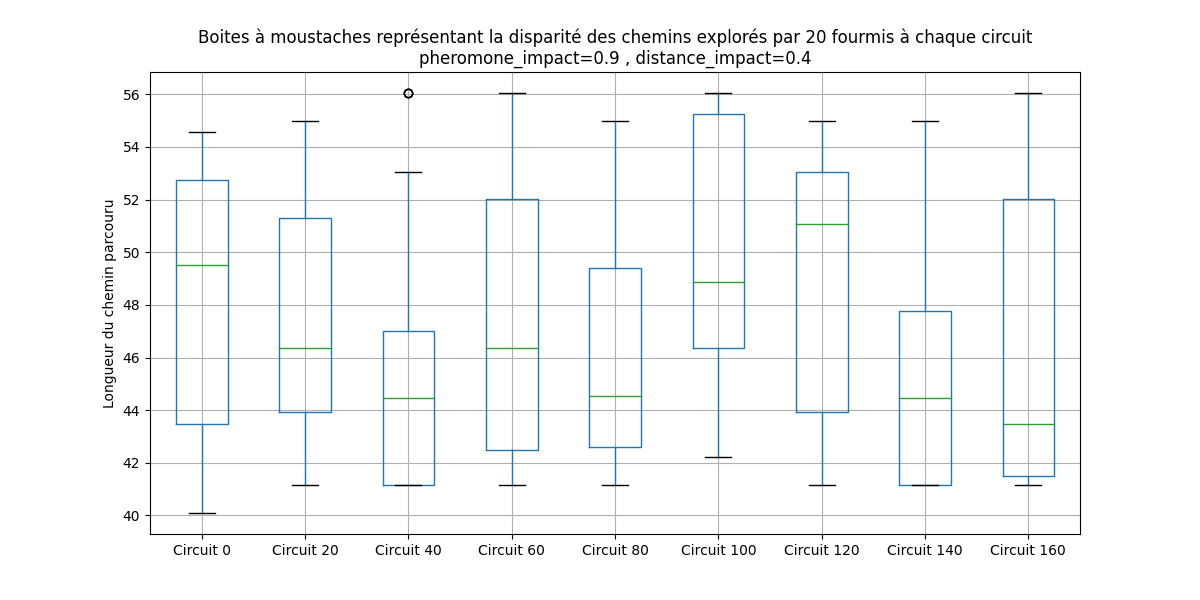 Boites à moustaches représentant la disparité des chemins explorés par 20 fourmis à chaque circuit
pheromone_impact=0.9 , distance_impact=0.4
Longueur du chemin parcouru
56
54
52
50
48
46
44
42
40
Circuit 0
Circuit 20
Circuit 40
Circuit 60
Circuit 80
Circuit 100
Circuit 120
Circuit 140
Circuit 160